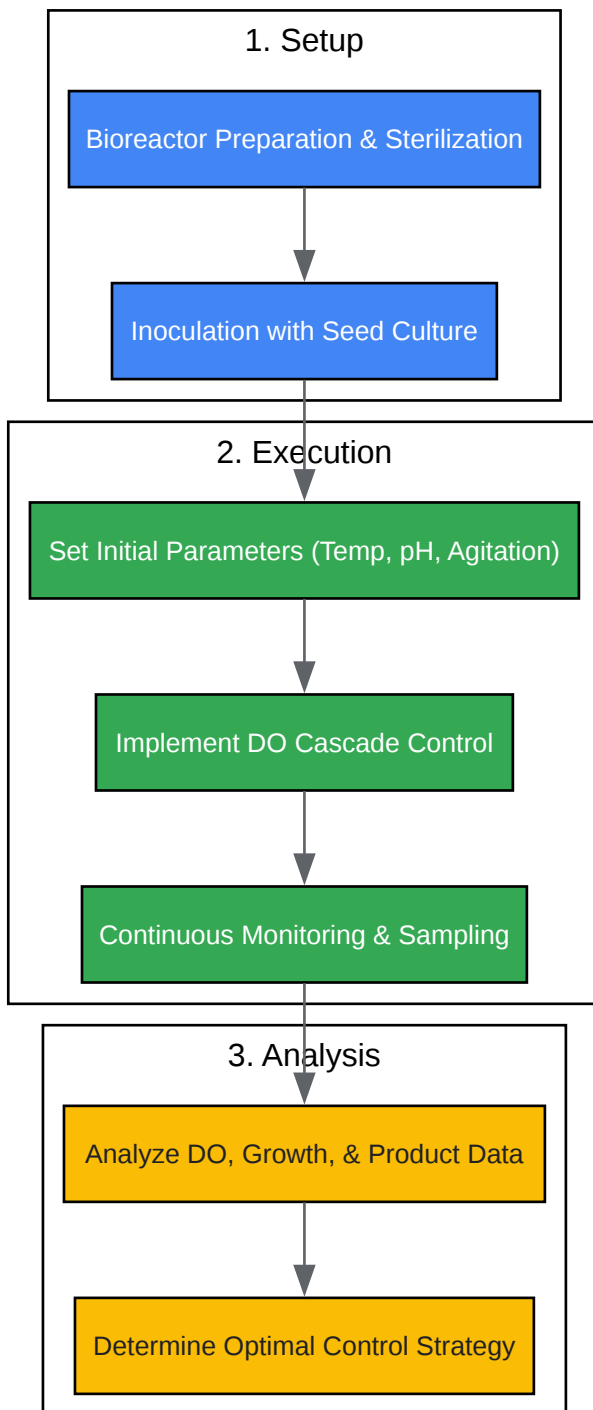 1. Setup
Bioreactor Preparation & Sterilization
Inoculation with Seed Culture
2. Execution
Set Initial Parameters (Temp, pH, Agitation)
Implement DO Cascade Control
Continuous Monitoring & Sampling
3. Analysis
Analyze DO, Growth, & Product Data
Determine Optimal Control Strategy